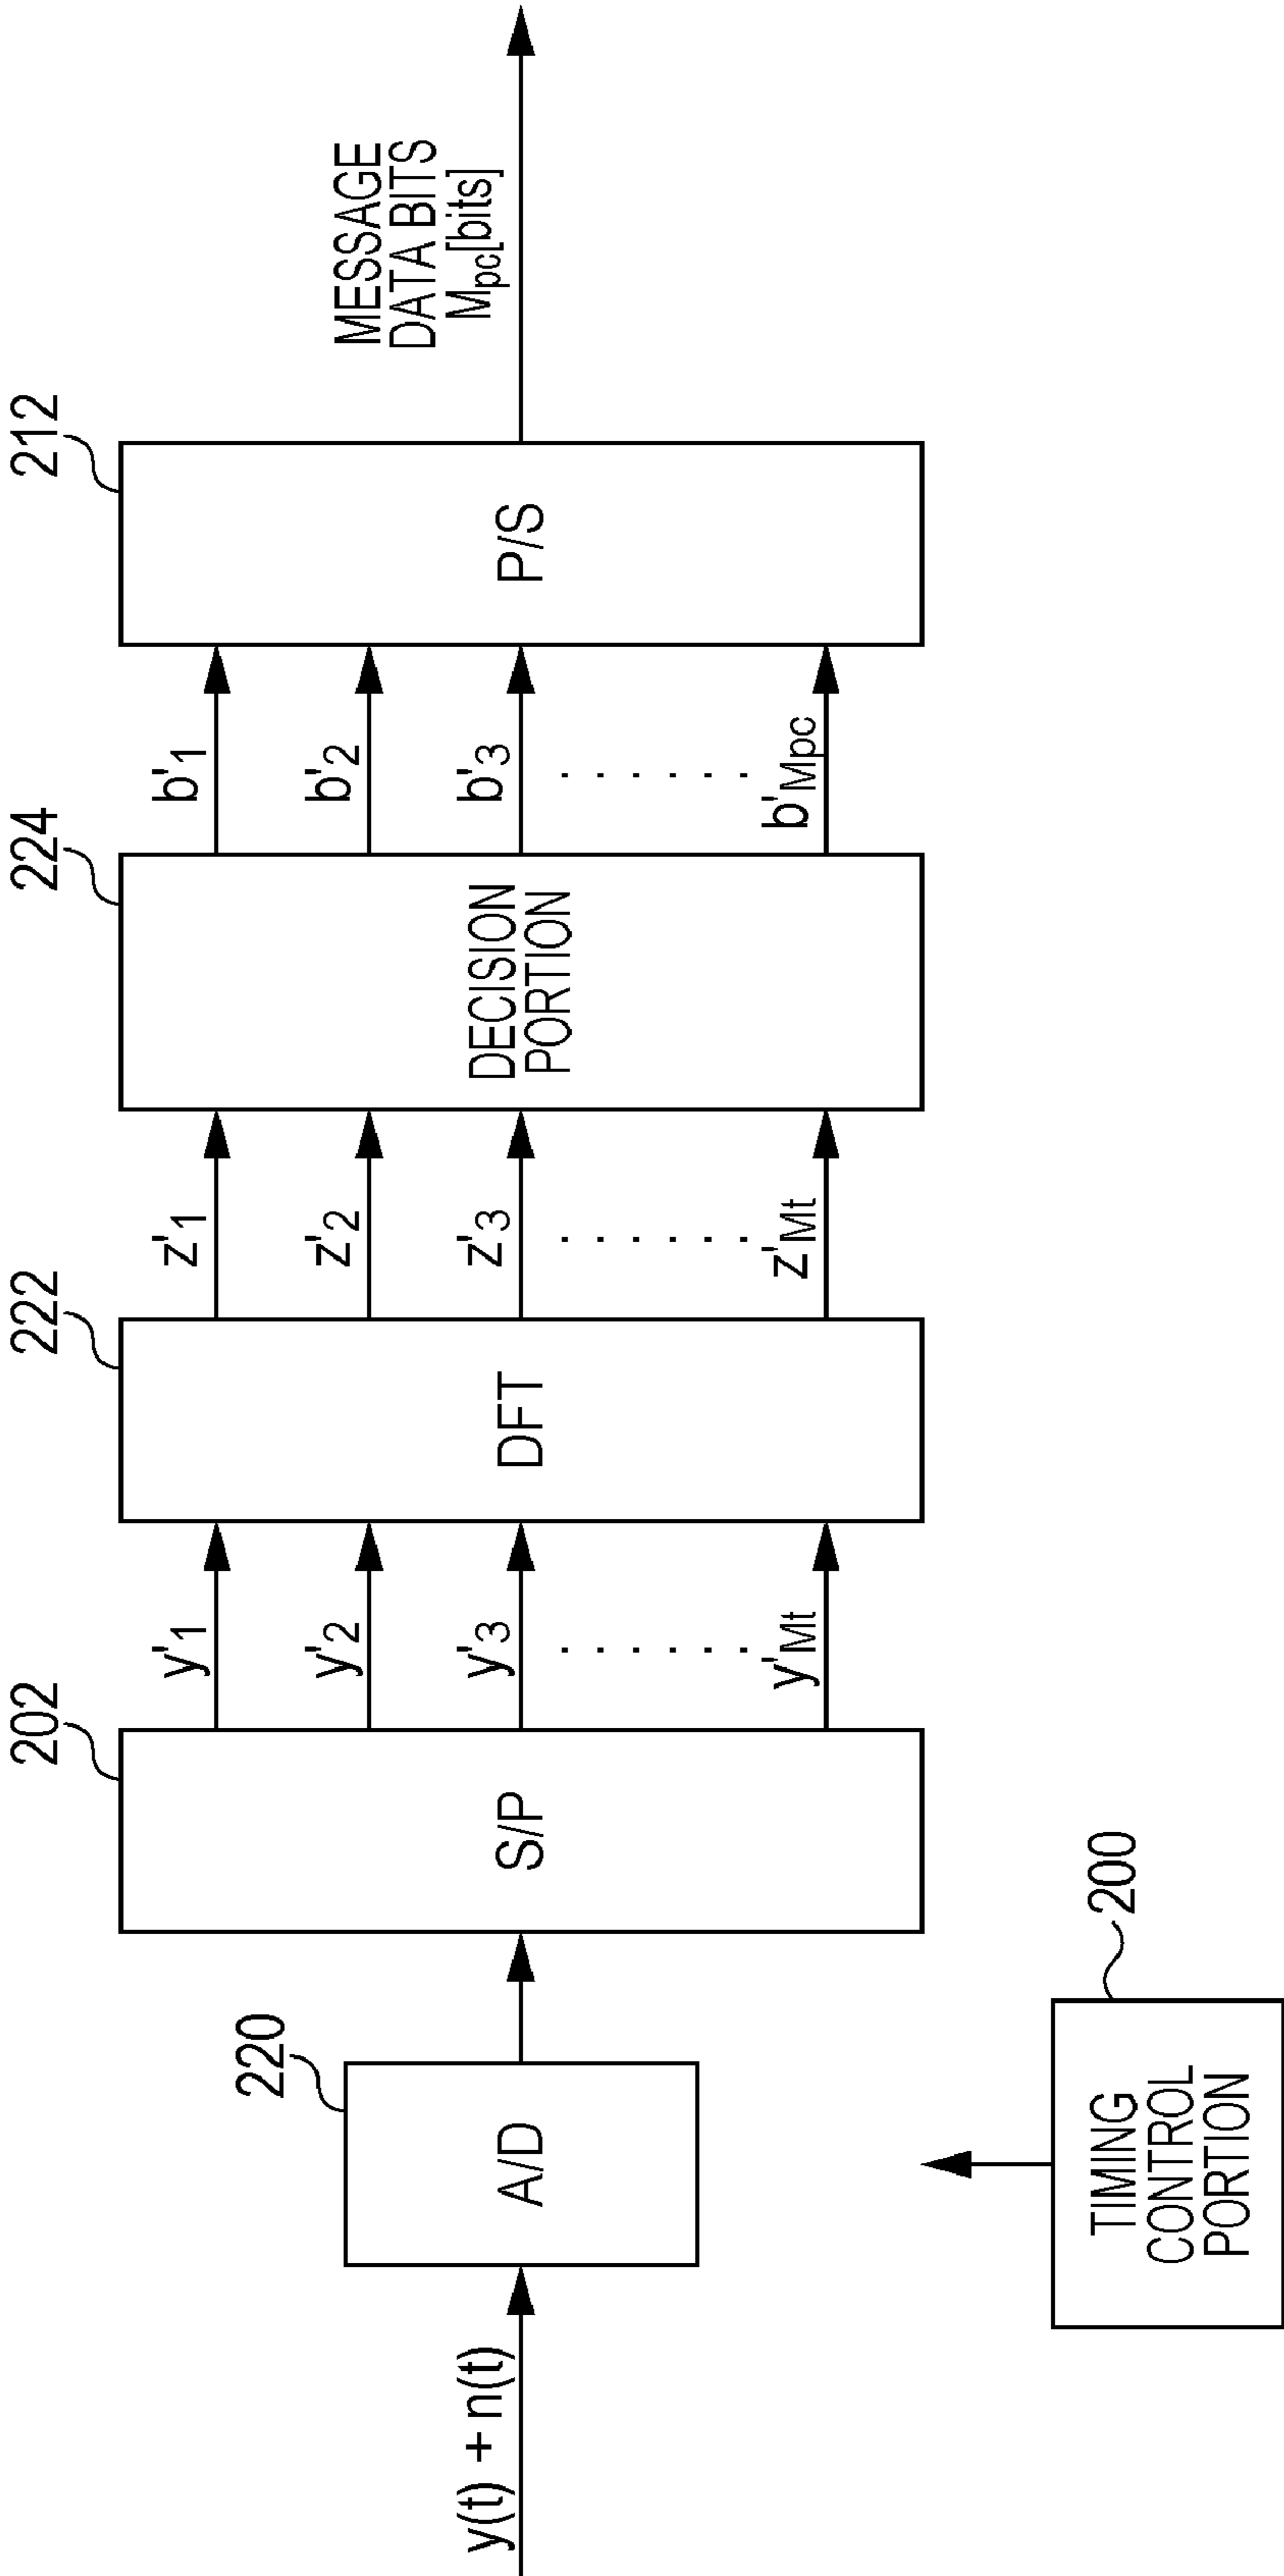 y(t) + n(t)
220
A/D
202
S/P
y'1
y'2
y'3
. . . . . .
y'Mt
222
DFT
z'1
z'2
z'3
. . . . . .
z'Mt
224
DECISION
PORTION
b'1
b'2
b'3
. . . . . .
b'Mpc
212
P/S
MESSAGE
DATA BITS
Mpc[bits]
200
TIMING
CONTROL
PORTION